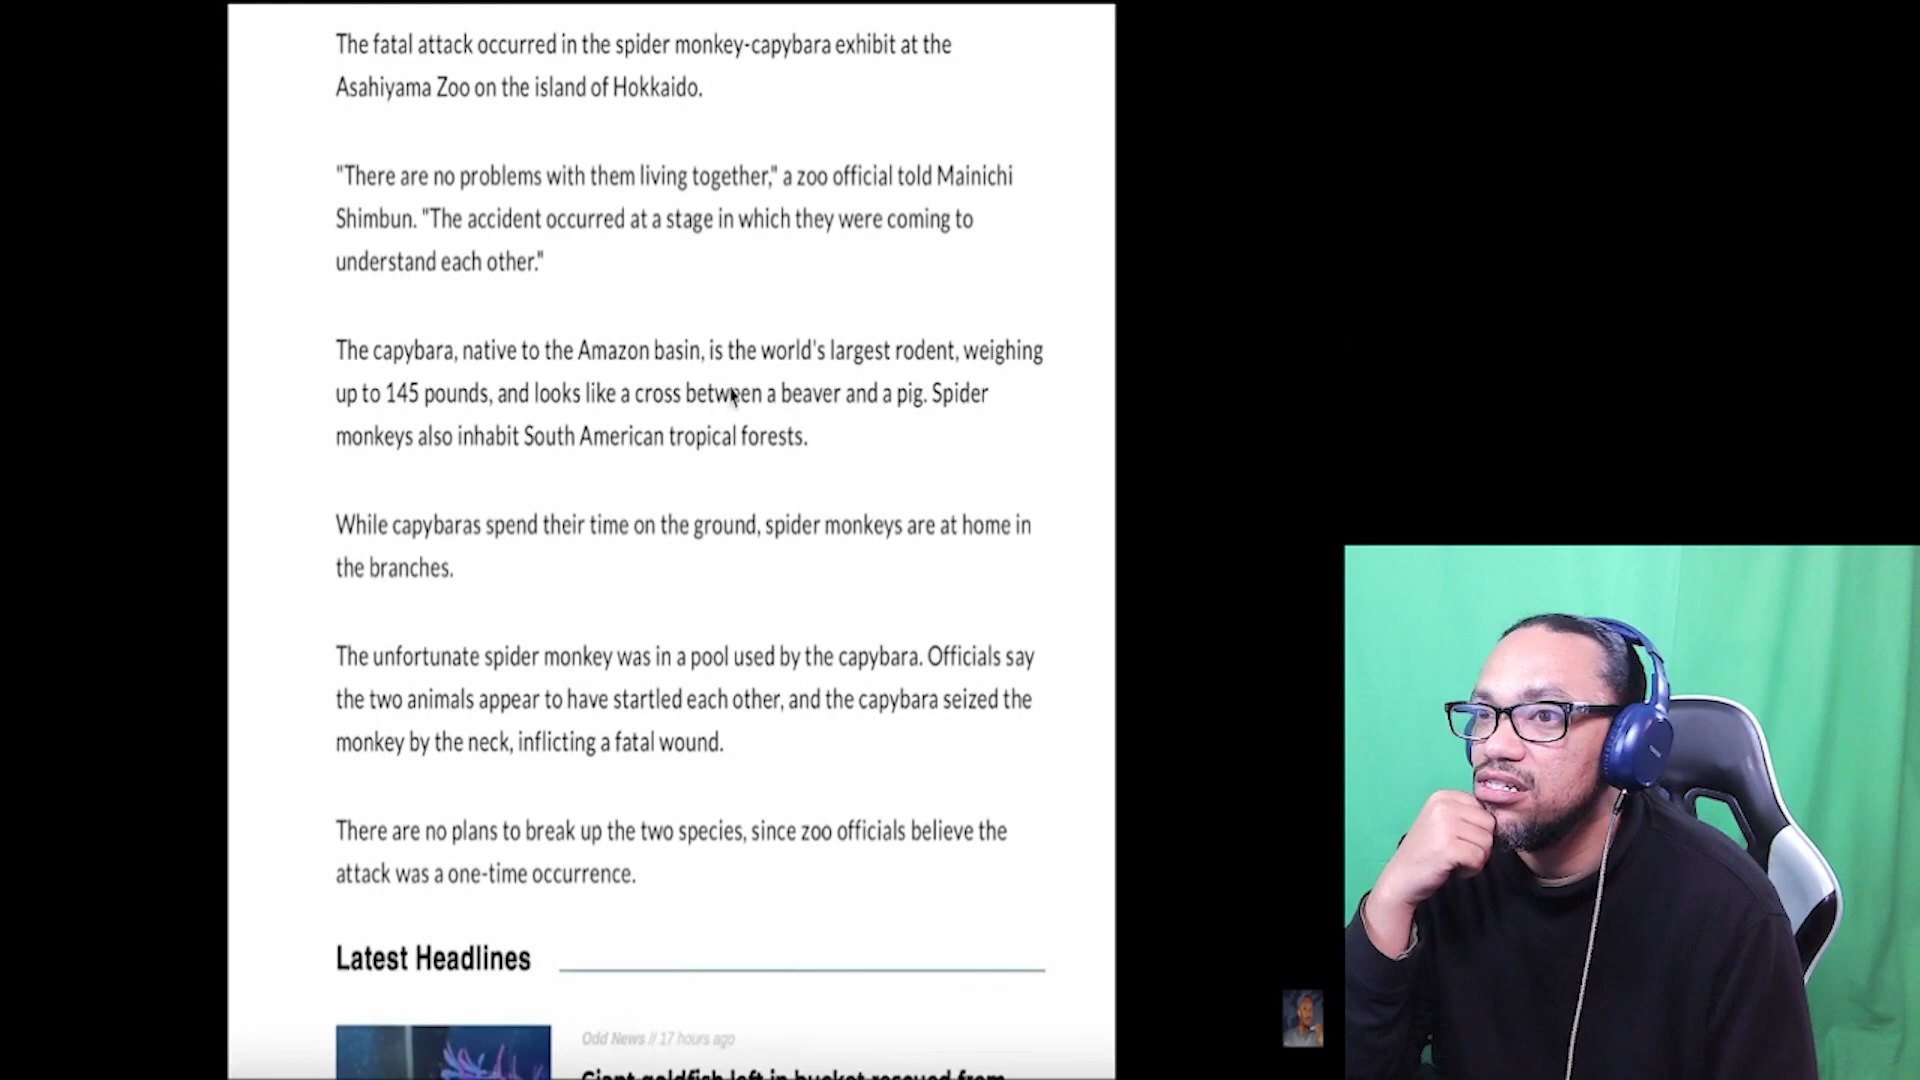 The fatal attack occurred in the spider monkey-capybara exhibit at the
Asahiyama Zoo on the island of Hokkaido.
"There are no problems with them living together," a zoo official told Mainichi
Shimbun. "The accident occurred at a stage in which they were coming to
understand each other."
The capybara, native to the Amazon basin, is the world's largest rodent, weighing
up to 145 pounds, and looks like a cross between a beaver and a pig. Spider
monkeys also inhabit South American tropical forests.
While capybaras spend their time on the ground, spider monkeys are at home in
the branches.
The unfortunate spider monkey was in a pool used by the capybara. Officials say
the two animals appear to have startled each other, and the capybara seized the
monkey by the neck, inflicting a fatal wound.
There are no plans to break up the two species, since zoo officials believe the
attack was a one-time occurrence.
Latest Headlines
Odd News // 17 hours ago
Giant goldfish left in bucket rescued from